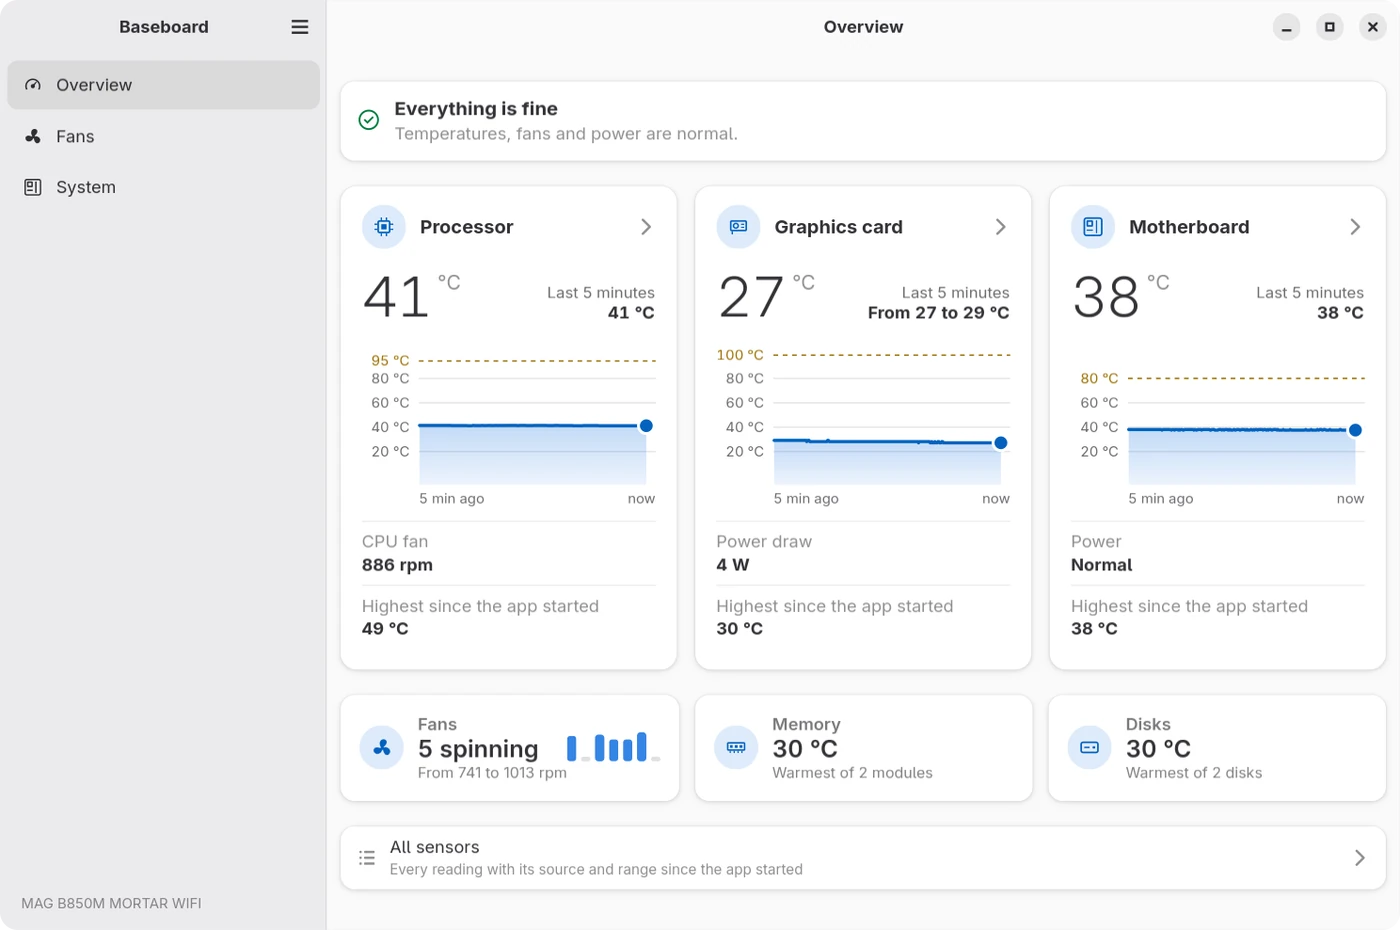 Baseboard
Overview
Fans
System
MAG B850M MORTAR WIFI
Overview
Everything is fine
Temperatures, fans and power are normal.
Processor
41 °C
Last 5 minutes
41 °C
95 °C
80 °C
60 °C
40 °C
20 °C
5 min ago now
CPU fan
886 rpm
Highest since the app started
49 °C
Graphics card
27 °C
Last 5 minutes
From 27 to 29 °C
100 °C
80 °C
60 °C
40 °C
20 °C
5 min ago now
Power draw
4 W
Highest since the app started
30 °C
Motherboard
38 °C
Last 5 minutes
38 °C
80 °C
60 °C
40 °C
20 °C
5 min ago now
Power
Normal
Highest since the app started
38 °C
Fans
5 spinning
From 741 to 1013 rpm
Memory
30 °C
Warmest of 2 modules
Disks
30 °C
Warmest of 2 disks
All sensors
Every reading with its source and range since the app started